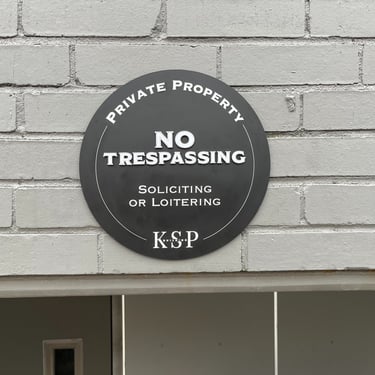 Private Property
NO
TRESPASSING
Soliciting
or Loitering
KSP